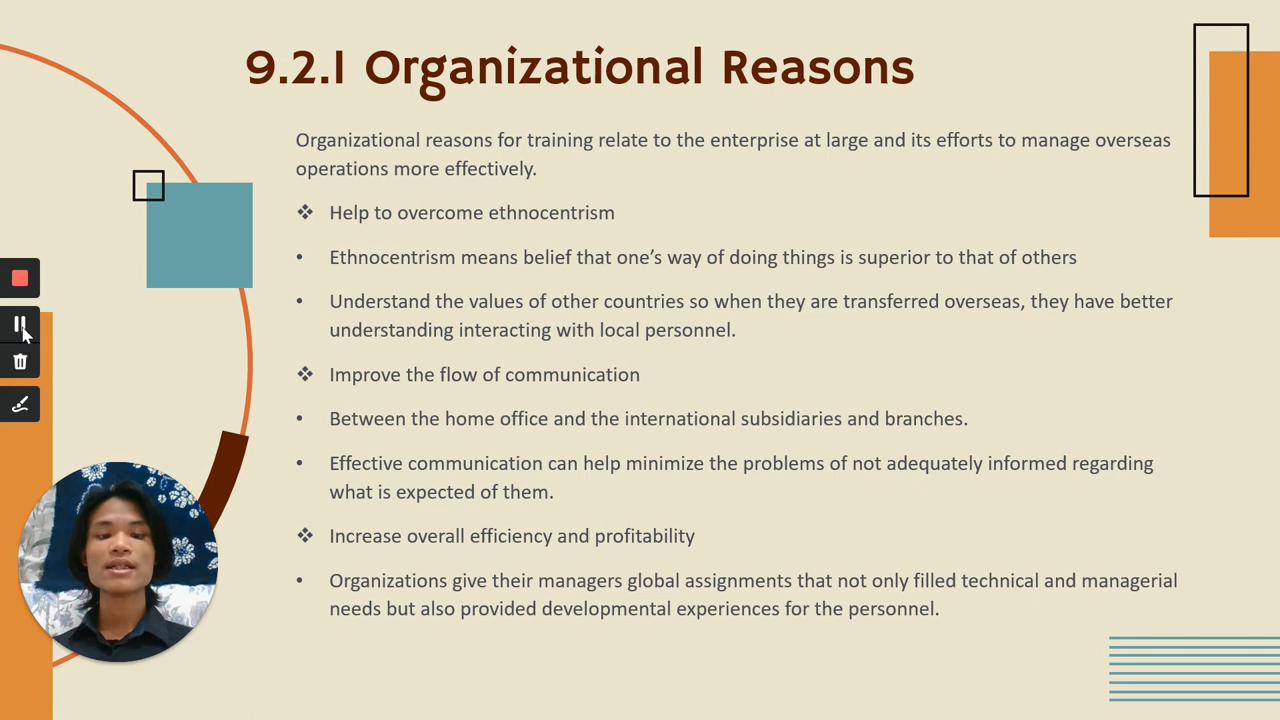 9.2.1 Organizational Reasons
Organizational reasons for training relate to the enterprise at large and its efforts to manage overseas
operations more effectively.
❖ Help to overcome ethnocentrism
• Ethnocentrism means belief that one’s way of doing things is superior to that of others
• Understand the values of other countries so when they are transferred overseas, they have better
understanding interacting with local personnel.
❖ Improve the flow of communication
• Between the home office and the international subsidiaries and branches.
• Effective communication can help minimize the problems of not adequately informed regarding
what is expected of them.
❖ Increase overall efficiency and profitability
• Organizations give their managers global assignments that not only filled technical and managerial
needs but also provided developmental experiences for the personnel.